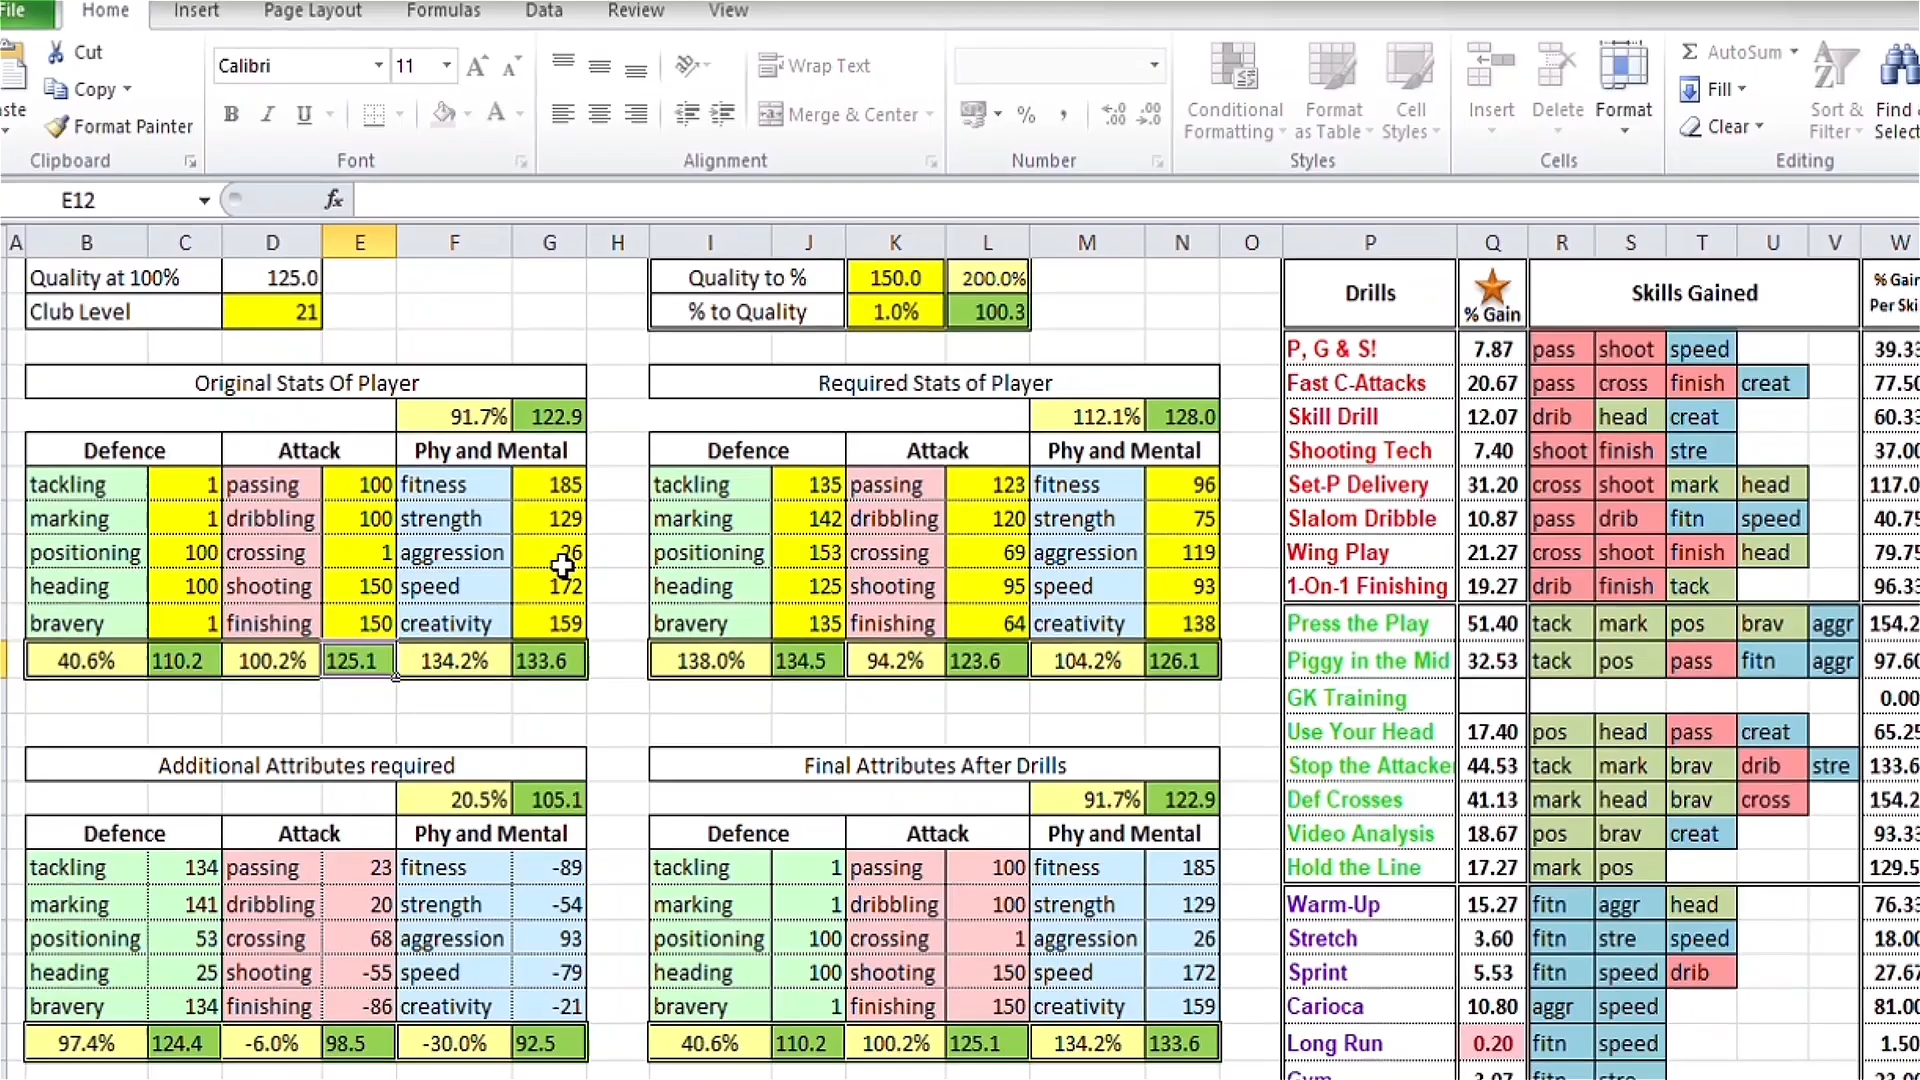 File Home Insert Page Layout Formulas Data Review View
Cut Calibri 11 Wrap Text AutoSum
Copy Fill
Format Painter B I U Merge & Center % Conditional Formatting Format as Table Cell Styles Insert Delete Format Clear Sort & Filter Find
Clipboard Font Alignment Number Styles Cells Editing
E12 fx
A B C D E F G H I J K L M N O P Q R S T U V W
Quality at 100% 125.0 Quality to % 150.0 200.0%
Club Level 21 % to Quality 1.0% 100.3
Drills % Gain Skills Gained
P, G & S! 7.87 pass shoot speed
Original Stats Of Player Required Stats of Player Fast C-Attacks 20.67 pass cross finish creat
91.7% 122.9 112.1% 128.0 Skill Drill 12.07 drib head creat
Defence Attack Phy and Mental Defence Attack Phy and Mental Shooting Tech 7.40 shoot finish stre
tackling 1 passing 100 fitness 185 tackling 135 passing 123 fitness 96 Set-P Delivery 31.20 cross shoot mark head
marking 1 dribbling 100 strength 129 marking 142 dribbling 120 strength 75 Slalom Dribble 10.87 pass drib fitn speed
positioning 100 crossing 1 aggression 26 positioning 153 crossing 69 aggression 119 Wing Play 21.27 cross shoot finish head
heading 100 shooting 150 speed 172 heading 125 shooting 95 speed 93 1-On-1 Finishing 19.27 drib finish tack
bravery 1 finishing 150 creativity 159 bravery 135 finishing 64 creativity 138 Press the Play 51.40 tack mark pos brav aggr
40.6% 110.2 100.2% 125.1 134.2% 133.6 138.0% 134.5 94.2% 123.6 104.2% 126.1 Piggy in the Mid 32.53 tack pos pass fitn aggr
GK Training 0.00
Use Your Head 17.40 pos head pass creat
Additional Attributes required Final Attributes After Drills Stop the Attacker 44.53 tack mark brav drib stre
20.5% 105.1 91.7% 122.9 Def Crosses 41.13 mark head brav cross
Defence Attack Phy and Mental Defence Attack Phy and Mental Video Analysis 18.67 pos brav creat
tackling 134 passing 23 fitness -89 tackling 1 passing 100 fitness 185 Hold the Line 17.27 mark pos
marking 141 dribbling 20 strength -54 marking 1 dribbling 100 strength 129 Warm-Up 15.27 fitn aggr head
positioning 53 crossing 68 aggression 93 positioning 100 crossing 1 aggression 26 Stretch 3.60 fitn stre speed
heading 25 shooting -55 speed -79 heading 100 shooting 150 speed 172 Sprint 5.53 fitn speed drib
bravery 134 finishing -86 creativity -21 bravery 1 finishing 150 creativity 159 Carioca 10.80 aggr speed
97.4% 124.4 -6.0% 98.5 -30.0% 92.5 40.6% 110.2 100.2% 125.1 134.2% 133.6 Long Run 0.20 fitn speed 1.50